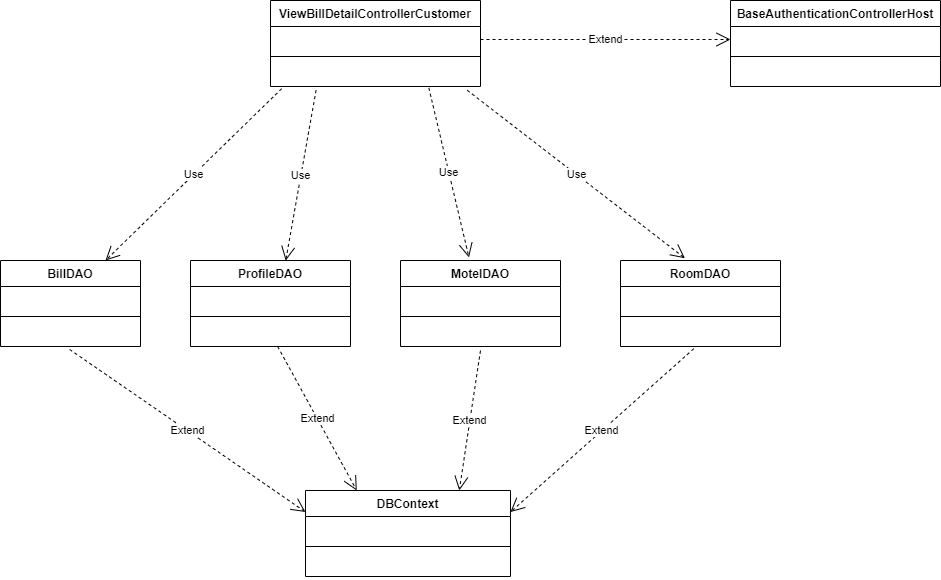 ViewBillDetailControllerCustomer
BaseAuthenticationControllerHost
Extend
Use
Use
Use
Use
BillDAO
ProfileDAO
MotelDAO
RoomDAO
Extend
Extend
Extend
Extend
DBContext